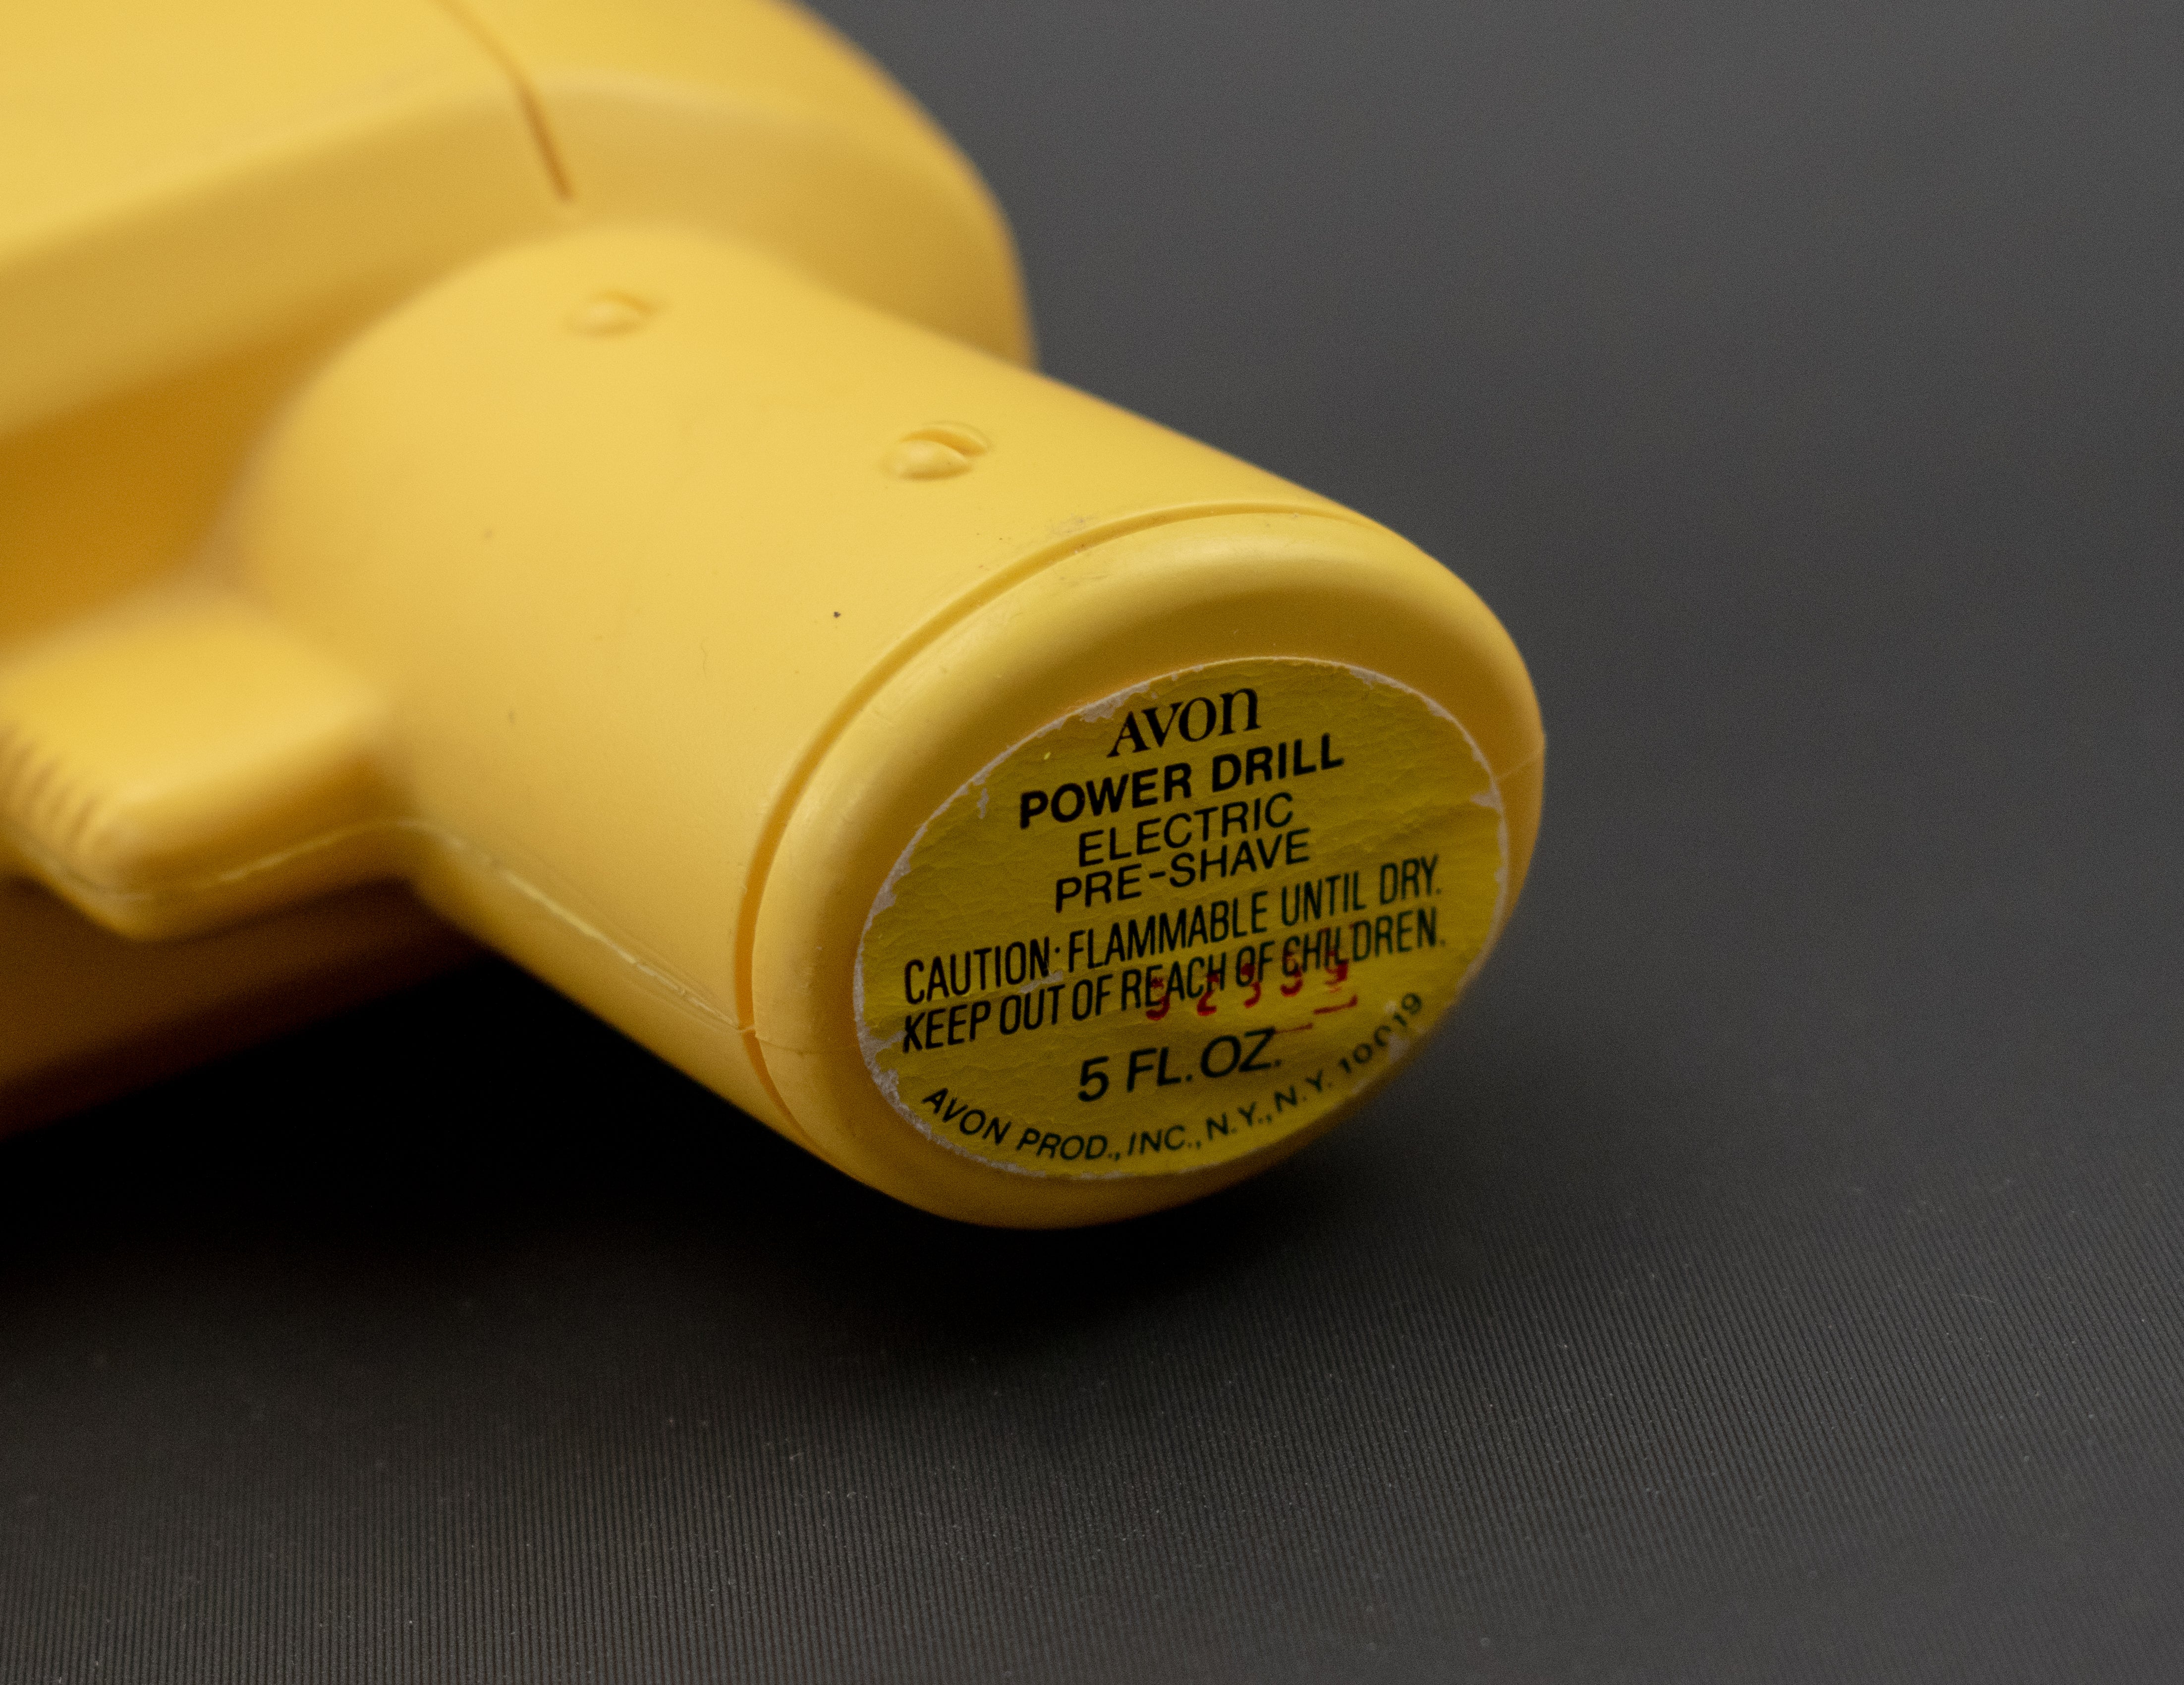 AVON
POWER DRILL
ELECTRIC
PRE-SHAVE
CAUTION: FLAMMABLE UNTIL DRY.
KEEP OUT OF REACH OF CHILDREN.
5 FL. OZ.
AVON PROD., INC., N.Y., N.Y. 10019